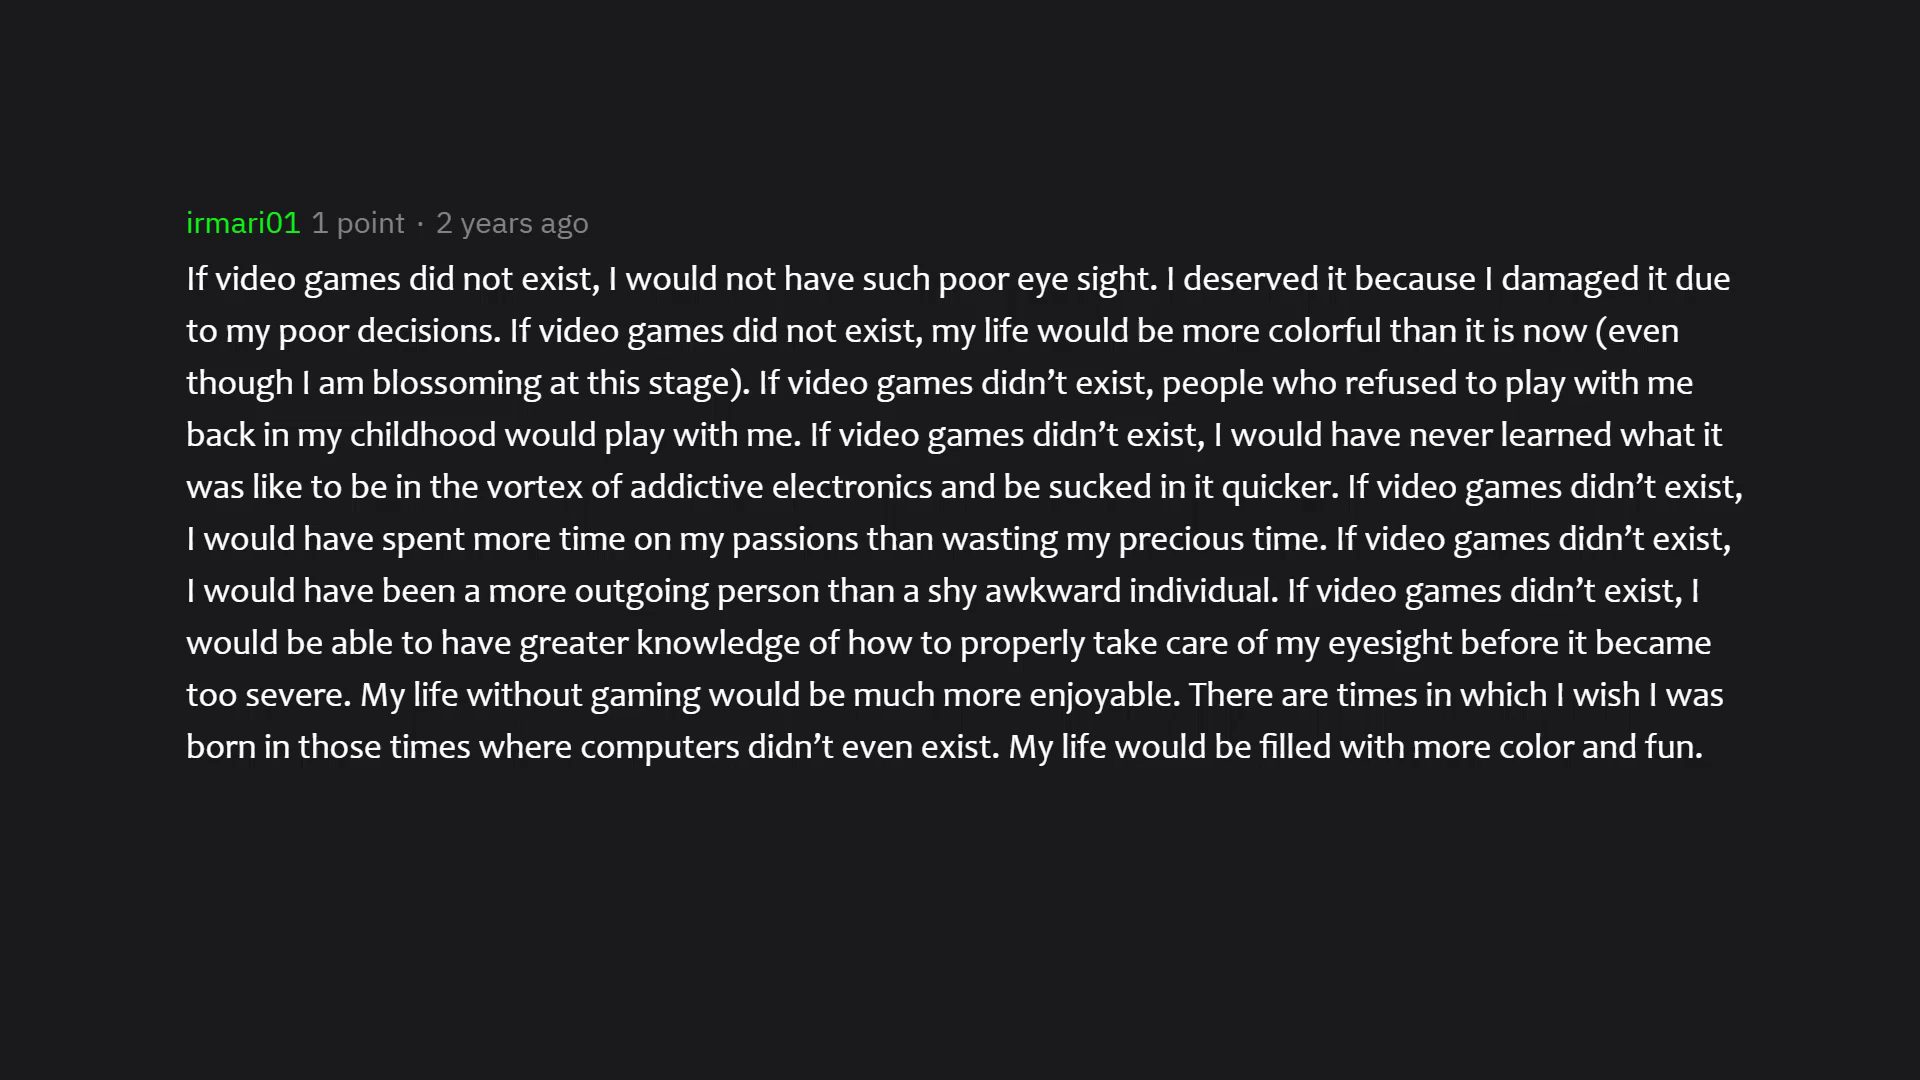 irmari01 1 point · 2 years ago
If video games did not exist, I would not have such poor eye sight. I deserved it because I damaged it due
to my poor decisions. If video games did not exist, my life would be more colorful than it is now (even
though I am blossoming at this stage). If video games didn’t exist, people who refused to play with me
back in my childhood would play with me. If video games didn’t exist, I would have never learned what it
was like to be in the vortex of addictive electronics and be sucked in it quicker. If video games didn’t exist,
I would have spent more time on my passions than wasting my precious time. If video games didn’t exist,
I would have been a more outgoing person than a shy awkward individual. If video games didn’t exist, I
would be able to have greater knowledge of how to properly take care of my eyesight before it became
too severe. My life without gaming would be much more enjoyable. There are times in which I wish I was
born in those times where computers didn’t even exist. My life would be filled with more color and fun.